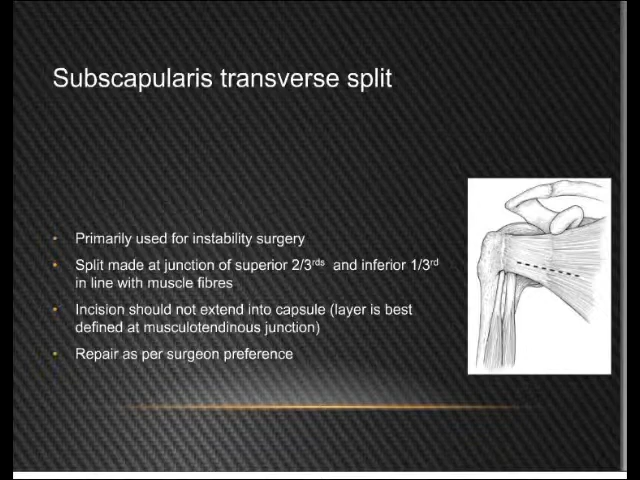 Subscapularis transverse split
• Primarily used for instability surgery
• Split made at junction of superior 2/3rds and inferior 1/3rd
in line with muscle fibres
• Incision should not extend into capsule (layer is best
defined at musculotendinous junction)
• Repair as per surgeon preference